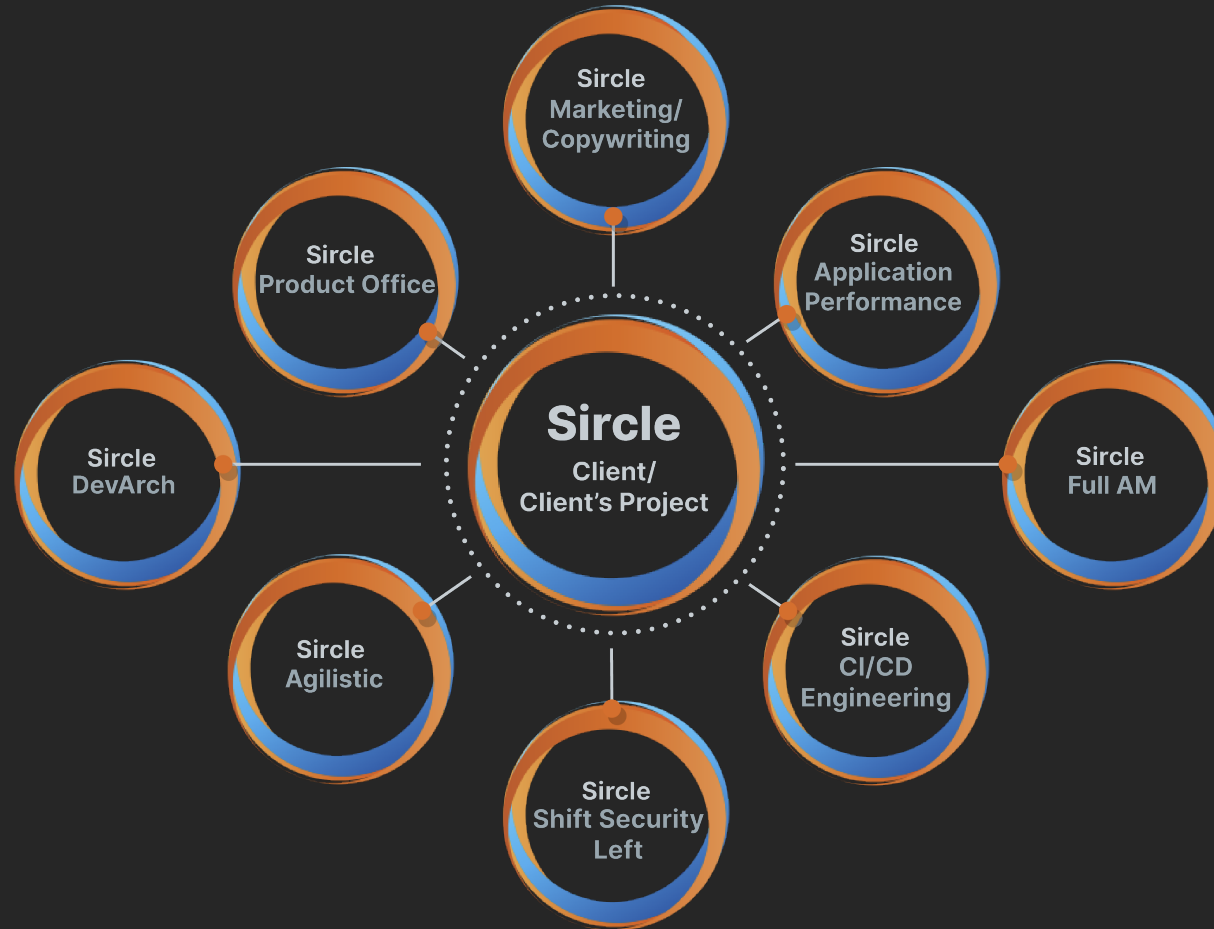 Sircle
Marketing/
Copywriting
Sircle
Product Office
Sircle
Application
Performance
Sircle
DevArch
Sircle
Client/
Client’s Project
Sircle
Full AM
Sircle
Agilistic
Sircle
CI/CD
Engineering
Sircle
Shift Security
Left